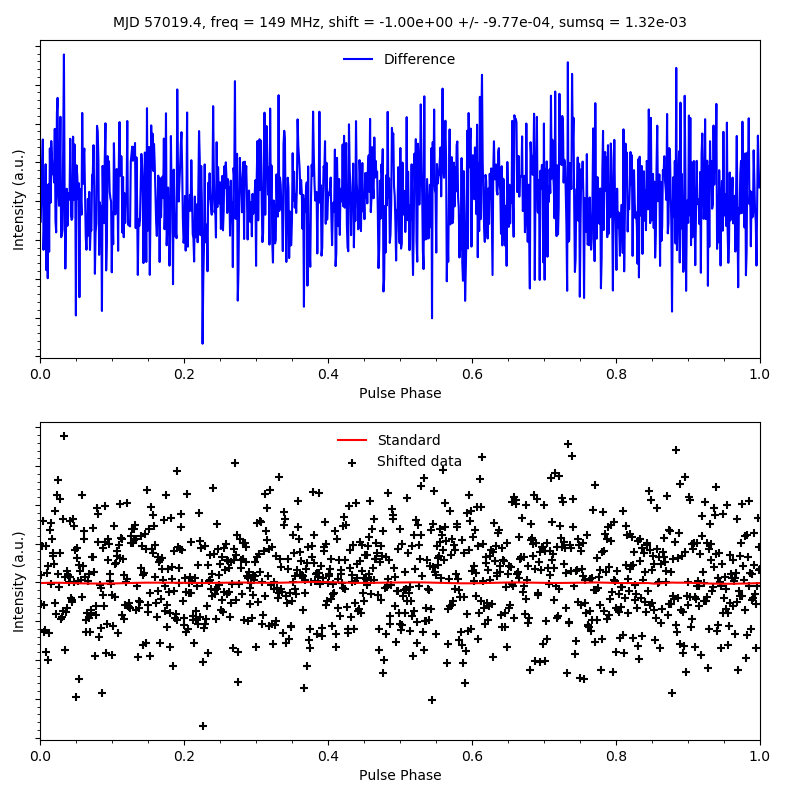 MJD 57019.4, freq = 149 MHz, shift = -1.00e+00 +/- -9.77e-04, sumsq = 1.32e-03
Difference
Intensity (a.u.)
0.0 0.2 0.4 0.6 0.8 1.0
Pulse Phase
Standard
Shifted data
Intensity (a.u.)
0.0 0.2 0.4 0.6 0.8 1.0
Pulse Phase